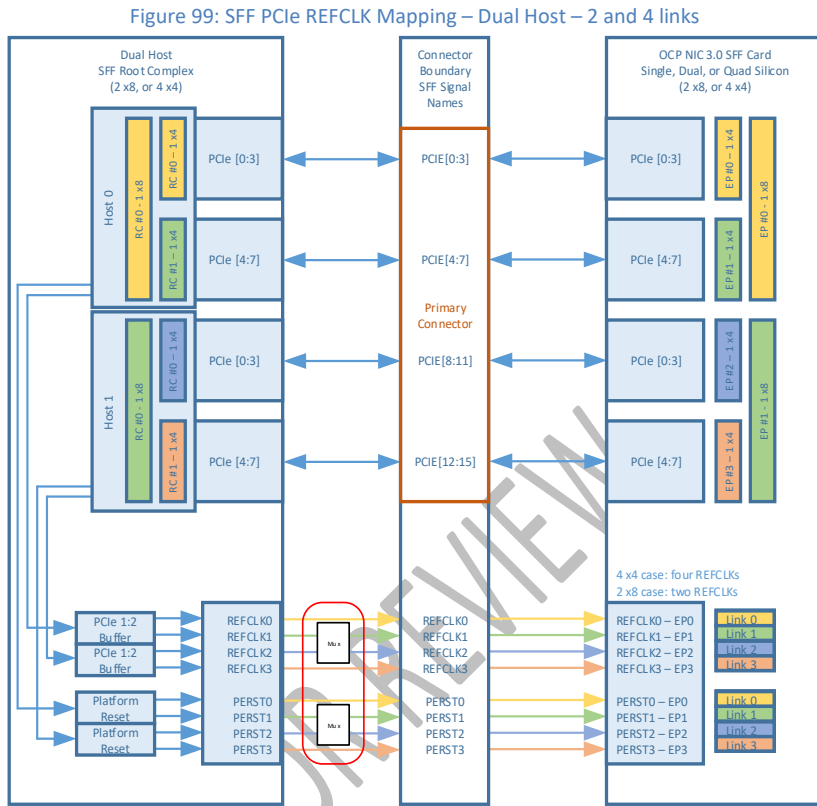 Figure 99: SFF PCIe REFCLK Mapping – Dual Host – 2 and 4 links
Dual Host
SFF Root Complex
(2 x8, or 4 x4)
Connector
Boundary
SFF Signal
Names
OCP NIC 3.0 SFF Card
Single, Dual, or Quad Silicon
(2 x8, or 4 x4)
Host 0
RC #0 - 1 x8
RC #0 – 1 x4
RC #1 – 1 x4
PCIe [0:3]
PCIe [4:7]
Host 1
RC #0 - 1 x8
RC #0 – 1 x4
RC #1 – 1 x4
PCIe [0:3]
PCIe [4:7]
PCIE[0:3]
PCIE[4:7]
Primary
Connector
PCIE[8:11]
PCIE[12:15]
PCIe [0:3]
PCIe [4:7]
PCIe [0:3]
PCIe [4:7]
EP #0 – 1 x4
EP #1 – 1 x4
EP #2 – 1 x4
EP #3 – 1 x4
EP #0 - 1 x8
EP #1 - 1 x8
4 x4 case: four REFCLKs
2 x8 case: two REFCLKs
PCIe 1:2
Buffer
PCIe 1:2
Buffer
Platform
Reset
Platform
Reset
REFCLK0
REFCLK1
REFCLK2
REFCLK3
PERST0
PERST1
PERST2
PERST3
Mux
Mux
REFCLK0
REFCLK1
REFCLK2
REFCLK3
PERST0
PERST1
PERST2
PERST3
REFCLK0 – EP0
REFCLK1 – EP1
REFCLK2 – EP2
REFCLK3 – EP3
PERST0 – EP0
PERST1 – EP1
PERST2 – EP2
PERST3 – EP3
Link 0
Link 1
Link 2
Link 3
Link 0
Link 1
Link 2
Link 3
REVIEW